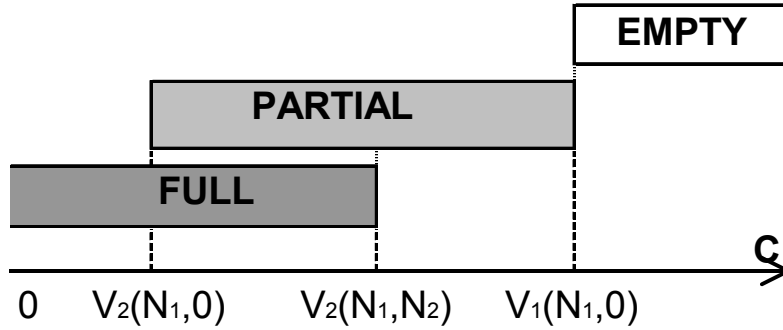 EMPTY
PARTIAL
FULL
C
0 V₂(N₁,0) V₂(N₁,N₂) V₁(N₁,0)